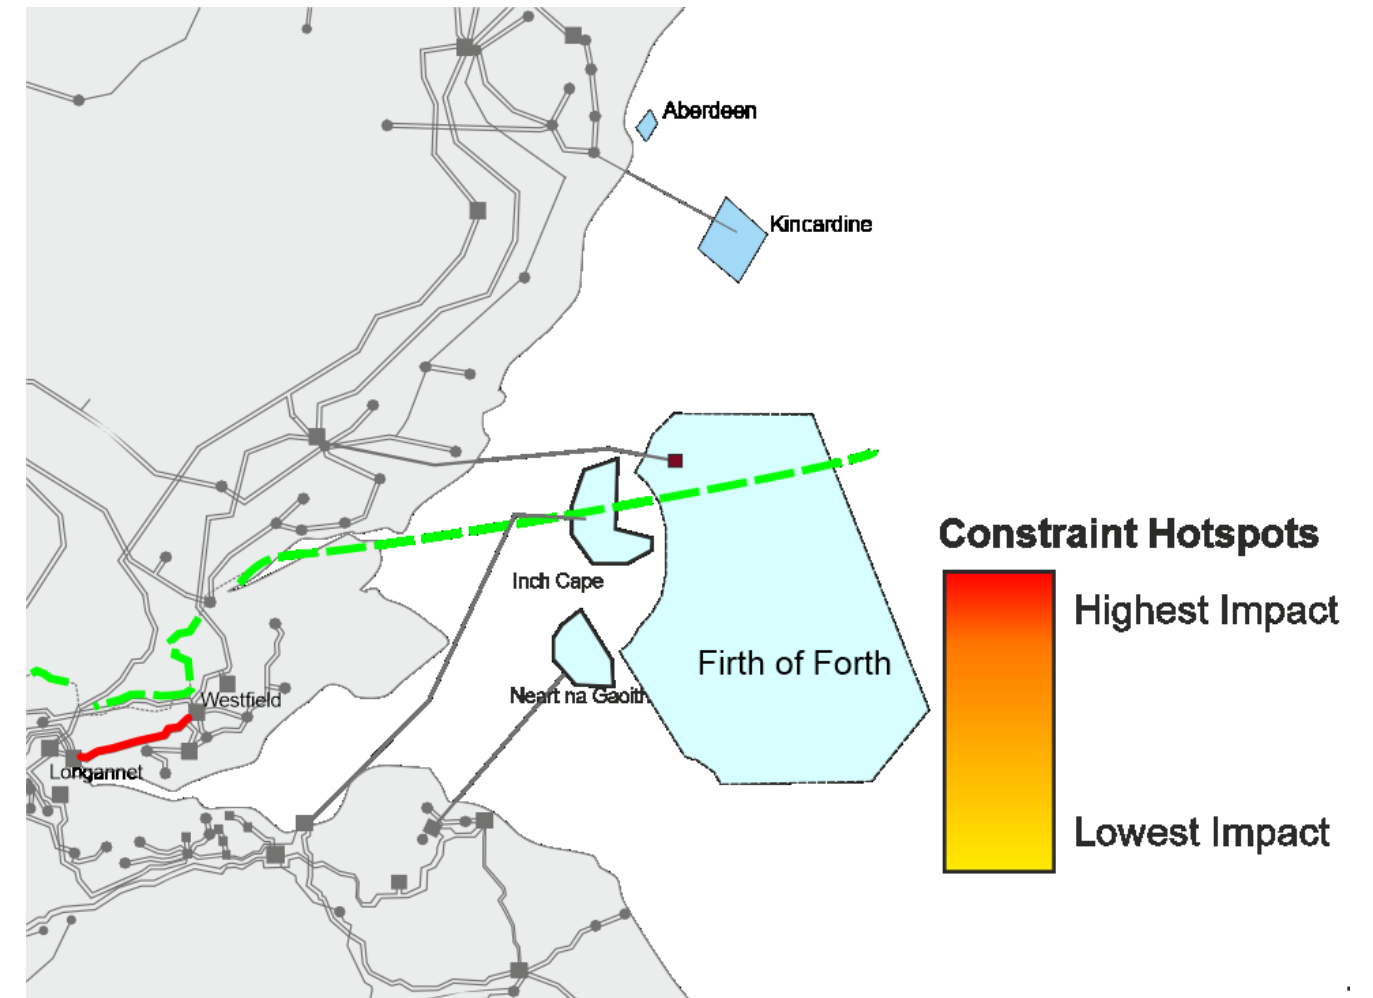 Aberdeen
Kincardine
Constraint Hotspots
Highest Impact
Inch Cape
Firth of Forth
Neart na Gaoith
Westfield
Longannet
Lowest Impact